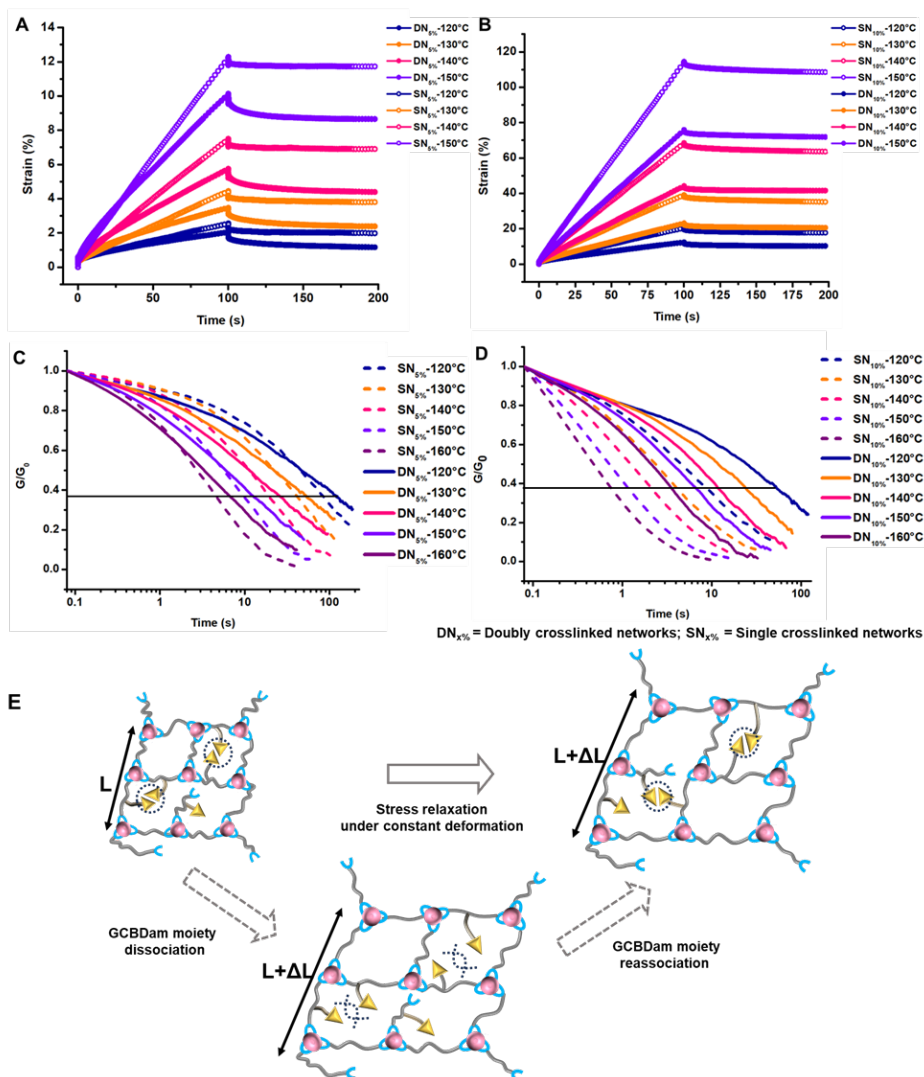 A
Strain (%)
14
12
10
8
6
4
2
0
0
50
100
150
200
Time (s)
DN5%-120°C
DN5%-130°C
DN5%-140°C
DN5%-150°C
SN5%-120°C
SN5%-130°C
SN5%-140°C
SN5%-150°C
B
Strain (%)
120
100
80
60
40
20
0
0
25
50
75
100
125
150
175
200
Time (s)
SN10%-120°C
SN10%-130°C
SN10%-140°C
SN10%-150°C
DN10%-120°C
DN10%-130°C
DN10%-140°C
DN10%-150°C
C
G/G0
1.0
0.8
0.6
0.4
0.2
0.0
0.1
1
10
100
Time (s)
SN5%-120°C
SN5%-130°C
SN5%-140°C
SN5%-150°C
SN5%-160°C
DN5%-120°C
DN5%-130°C
DN5%-140°C
DN5%-150°C
DN5%-160°C
D
G/G0
1.0
0.8
0.6
0.4
0.2
0.0
0.1
1
10
100
Time (s)
SN10%-120°C
SN10%-130°C
SN10%-140°C
SN10%-150°C
SN10%-160°C
DN10%-120°C
DN10%-130°C
DN10%-140°C
DN10%-150°C
DN10%-160°C
DNx% = Doubly crosslinked networks; SNx% = Single crosslinked networks
E
L
Stress relaxation
under constant deformation
L+ΔL
GCBDam moiety
dissociation
L+ΔL
GCBDam moiety
reassociation